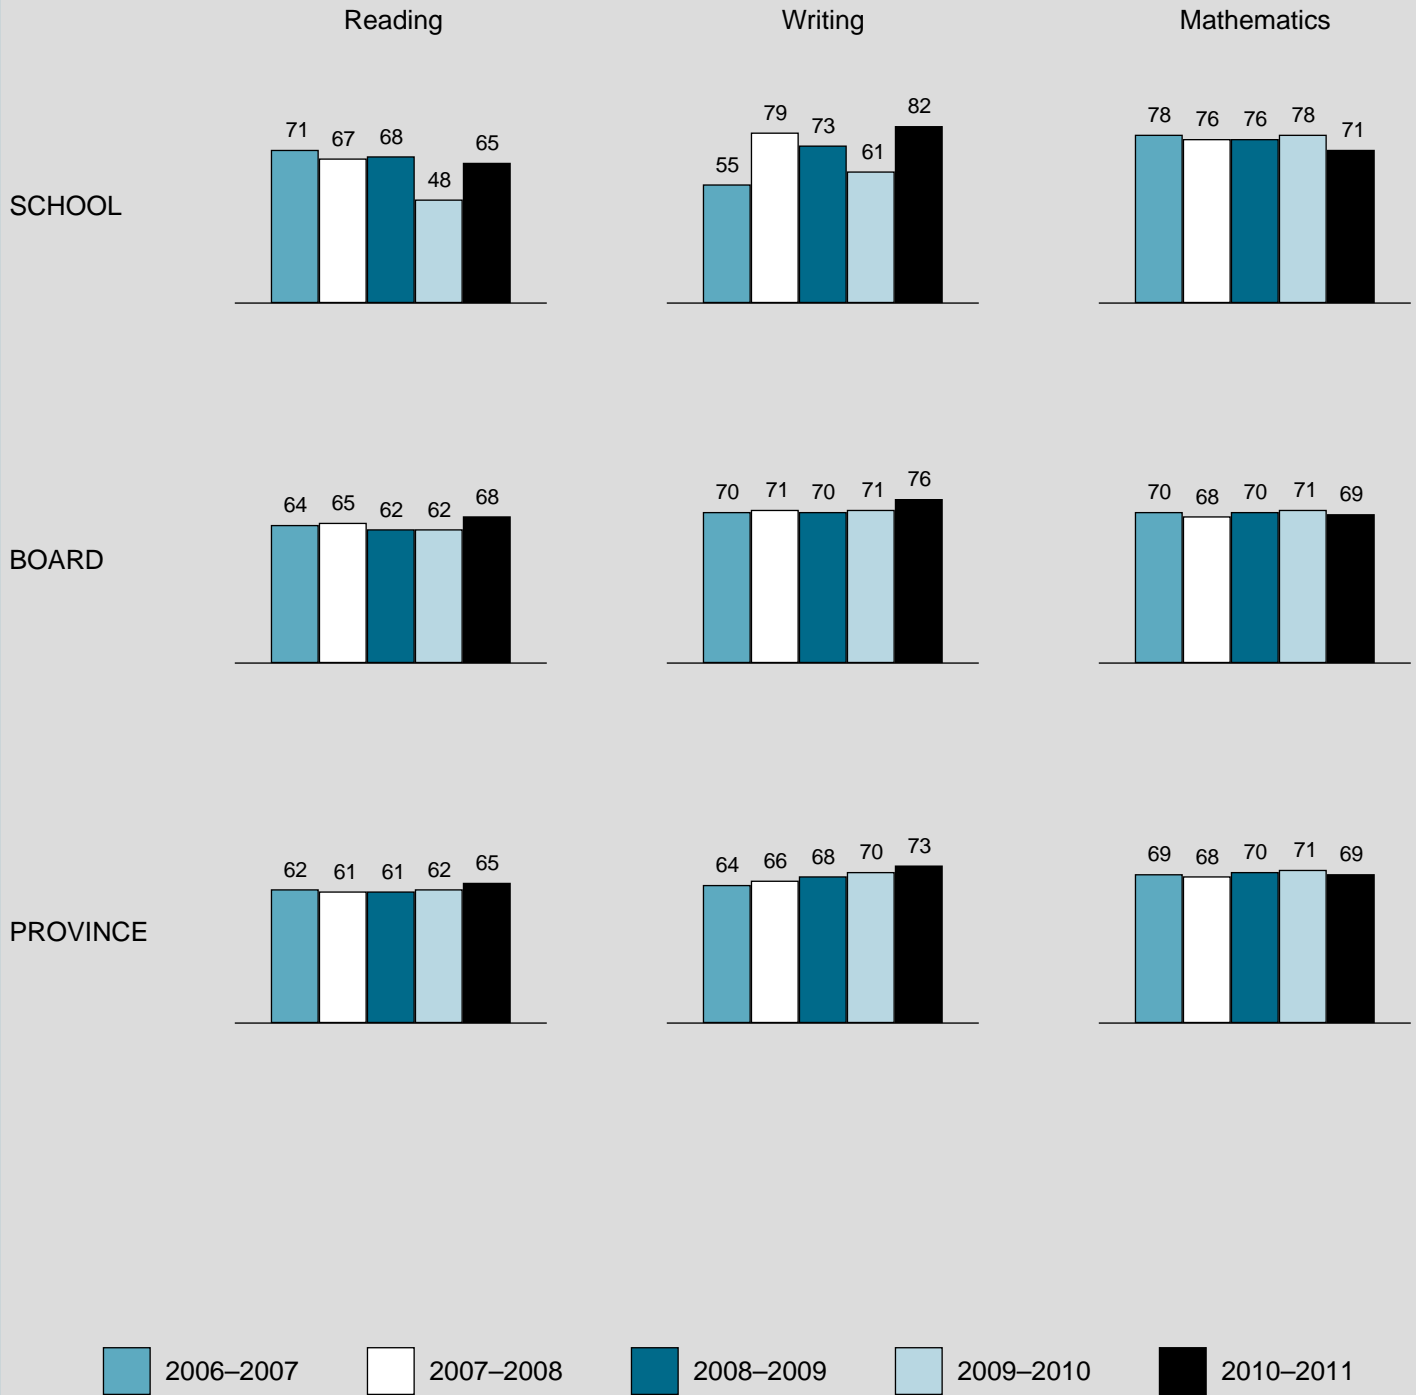 Reading Writing Mathematics
SCHOOL
71 67 68 48 65
55 79 73 61 82
78 76 76 78 71
BOARD
64 65 62 62 68
70 71 70 71 76
70 68 70 71 69
PROVINCE
62 61 61 62 65
64 66 68 70 73
69 68 70 71 69
2006–2007 2007–2008 2008–2009 2009–2010 2010–2011